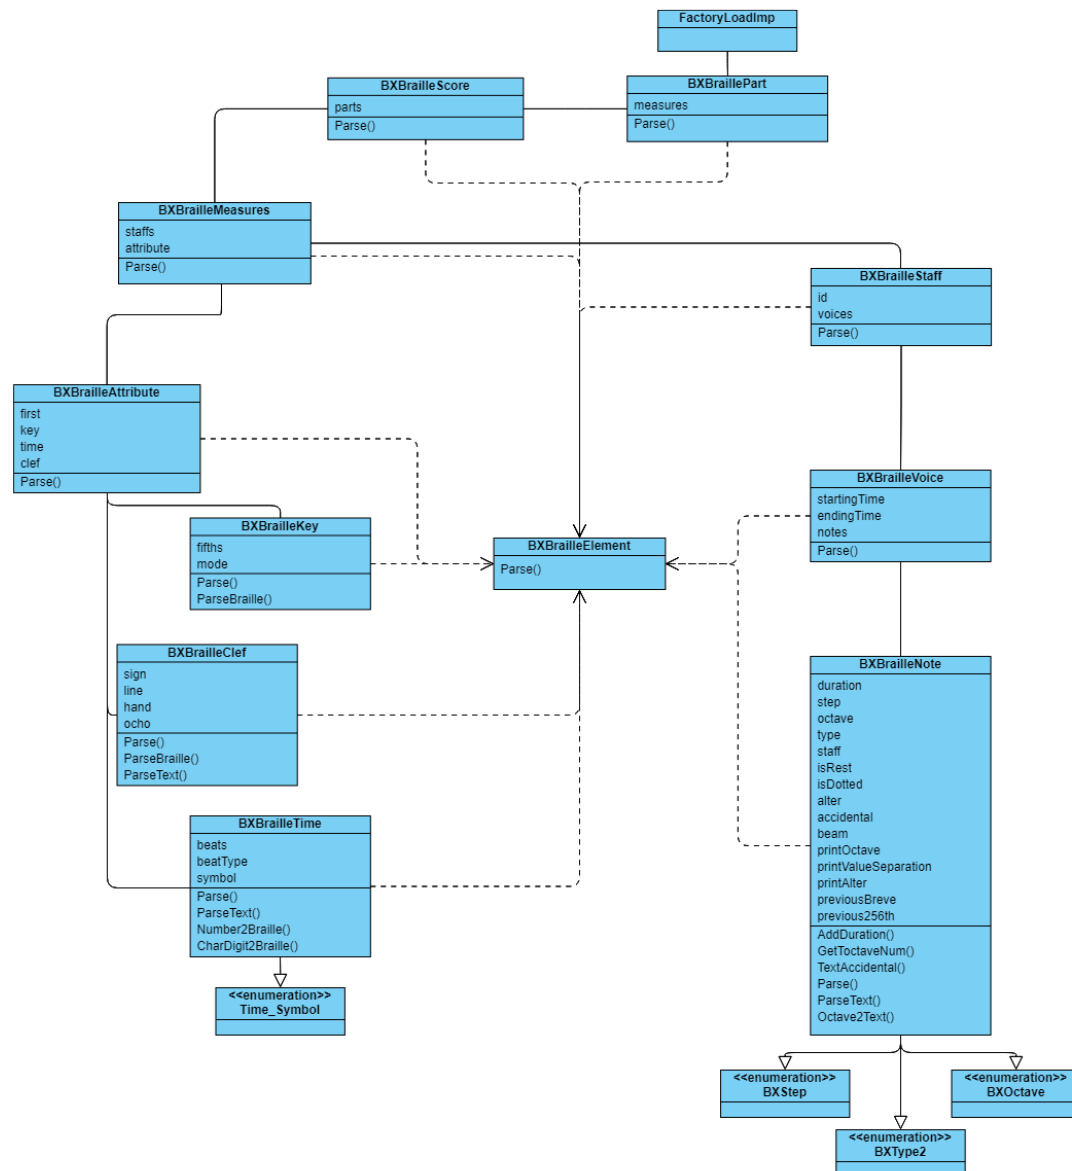 FactoryLoadImp
BXBrailleScore
parts
Parse()
BXBraillePart
measures
Parse()
BXBrailleMeasures
staffs
attribute
Parse()
BXBrailleStaff
id
voices
Parse()
BXBrailleAttribute
first
key
time
clef
Parse()
BXBrailleVoice
startingTime
endingTime
notes
Parse()
BXBrailleKey
fifths
mode
Parse()
ParseBraille()
BXBrailleElement
Parse()
BXBrailleClef
sign
line
hand
ocho
Parse()
ParseBraille()
ParseText()
BXBrailleNote
duration
step
octave
type
staff
isRest
isDotted
alter
accidental
beam
printOctave
printValueSeparation
printAlter
previousBreve
previous256th
AddDuration()
GetToctaveNum()
TextAccidental()
Parse()
ParseText()
Octave2Text()
BXBrailleTime
beats
beatType
symbol
Parse()
ParseText()
Number2Braille()
CharDigit2Braille()
<<enumeration>>
Time_Symbol
<<enumeration>>
BXStep
<<enumeration>>
BXOctave
<<enumeration>>
BXType2